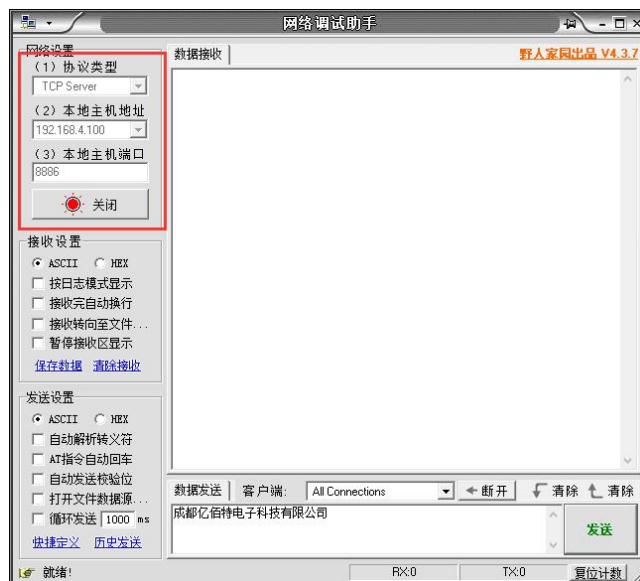 网络调试助手
网络设置
（1）协议类型
TCP Server
（2）本地主机地址
192.168.4.100
（3）本地主机端口
8886
关闭
接收设置
ASCII HEX
按日志模式显示
接收完自动换行
接收转向至文件...
暂停接收区显示
保存数据 清除接收
发送设置
ASCII HEX
自动解析转义符
AT指令自动回车
自动发送校验位
打开文件数据源...
循环发送 1000 ms
快捷定义 历史发送
数据接收 野人家园出品 V4.3.7
数据发送 客户端: All Connections 断开 清除 清除
成都亿佰特电子科技有限公司
发送
就绪! RX:0 TX:0 复位计数